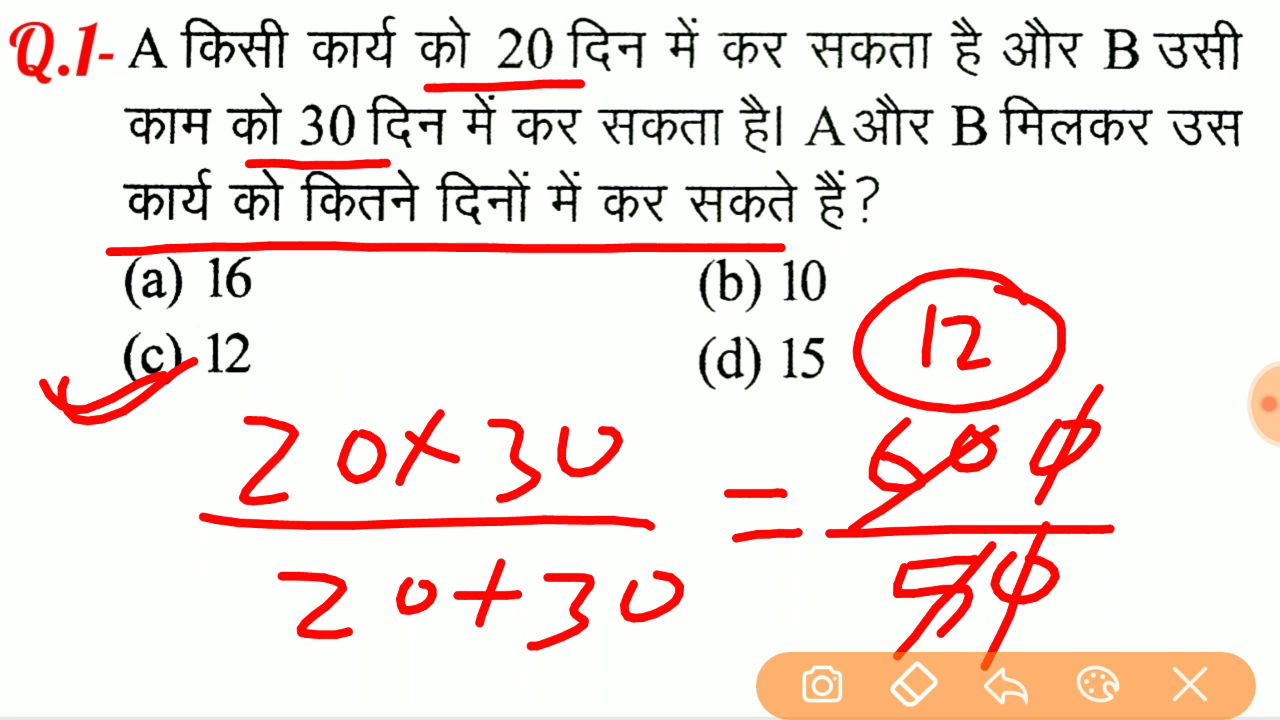 Q.1- A किसी कार्य को 20 दिन में कर सकता है और B उसी
काम को 30 दिन में कर सकता है। A और B मिलकर उस
कार्य को कितने दिनों में कर सकते हैं?
(a) 16 (b) 10
(c) 12 (d) 15
12
20×30 = 600
20+30 50